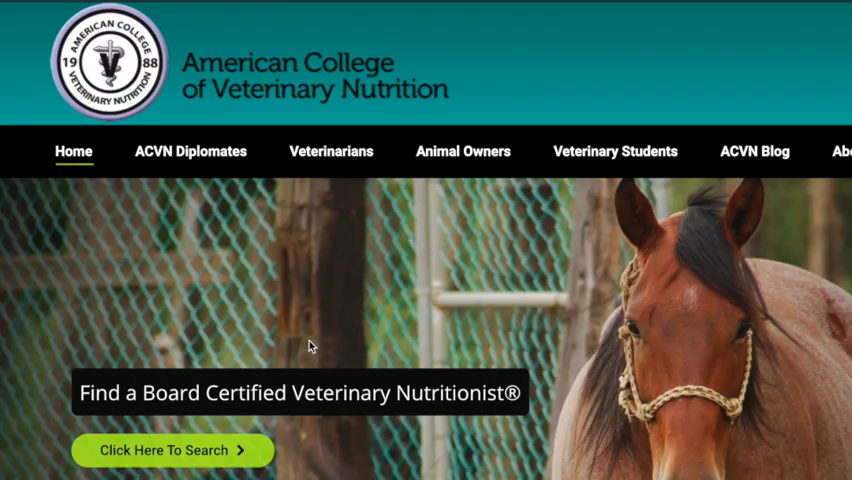 AMERICAN COLLEGE
19 88
VETERINARY NUTRITION
American College
of Veterinary Nutrition
Home ACVN Diplomates Veterinarians Animal Owners Veterinary Students ACVN Blog Abo
Find a Board Certified Veterinary Nutritionist®
Click Here To Search